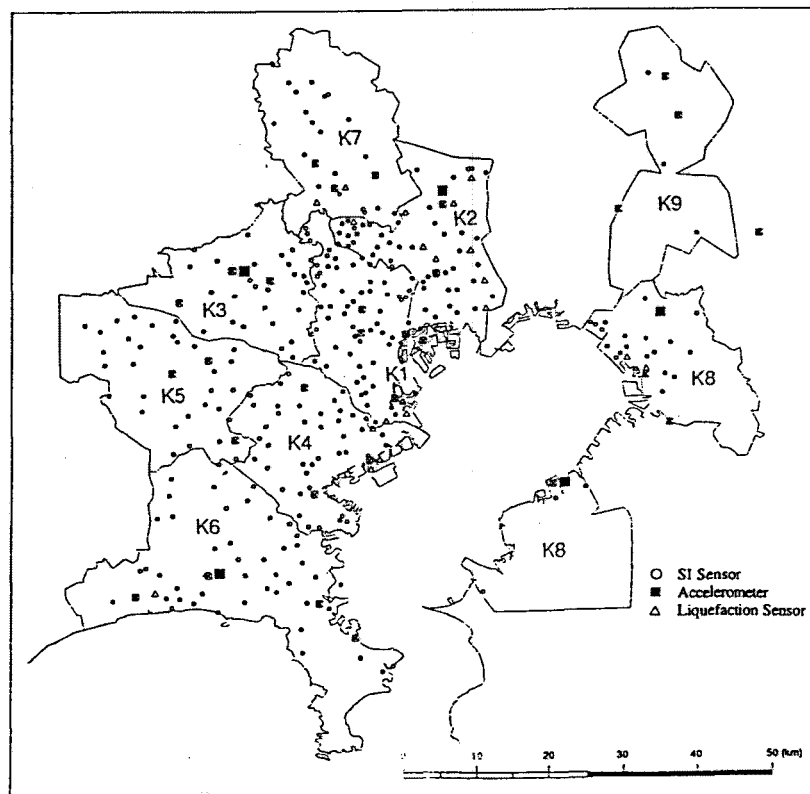 K7
K2
K9
K3
K1
K8
K5
K4
K6
K8
SI Sensor
Accelerometer
Liquefaction Sensor
0 10 20 30 40 50 (km)